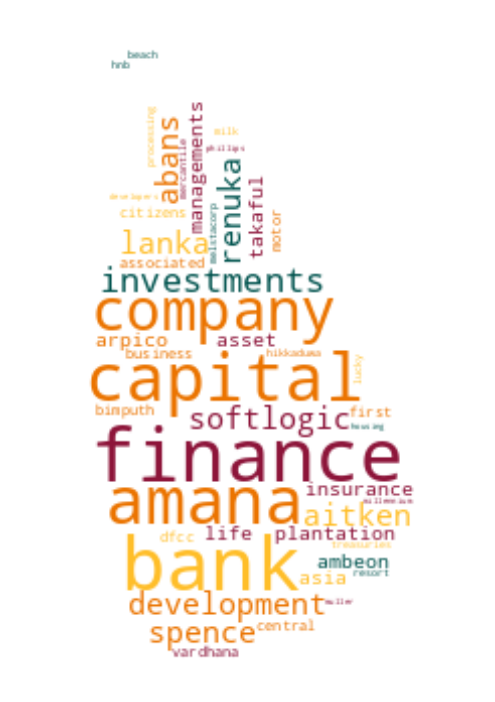 beach
hnb
processing
abans
mercantile
managements
milk
phillips
renuka
takaful
motor
developers
citizens
melstacorp
lanka
associated
investments
company
arpico
asset
business
hikkaduwa
capital
lucky
bimputh
softlogic
first
housing
finance
amana
insurance
millennium
aitken
life
plantation
dfcc
treasuries
bank
ambeon
asia
resort
development
muller
spence
central
vardhana